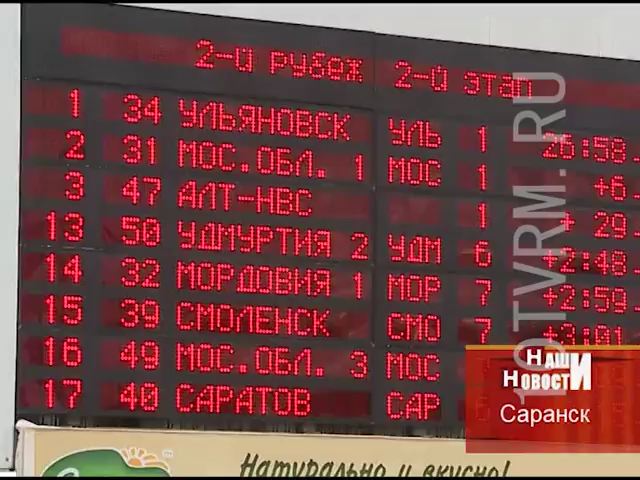 2-й рубеж 2-й этап
1 34 УЛЬЯНОВСК УЛЬ 1 26:58
2 31 МОС.ОБЛ. 1 МОС 1 +6
3 47 АЛТ-НВС 1 + 29
13 50 УДМУРТИЯ 2 УДМ 6 +2:48
14 32 МОРДОВИЯ 1 МОР 7 +2:59
15 39 СМОЛЕНСК СМО 7 +3:01
16 49 МОС.ОБЛ. 3 МОС
17 40 САРАТОВ САР
10TVRM.RU
Наши
Новости
Саранск
Натурально и вкусно!